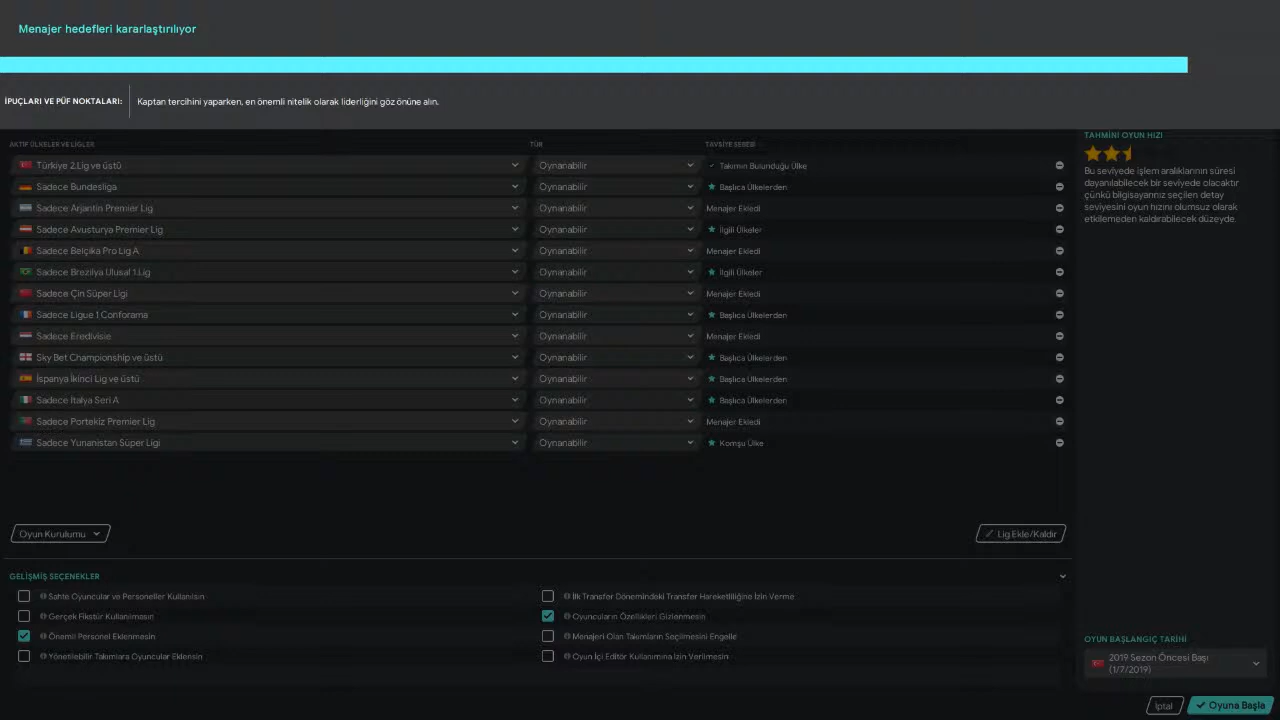 Menajer hedefleri kararlaştırılıyor
İPUÇLARI VE PÜF NOKTALARI: Kaptan tercihini yaparken, en önemli nitelik olarak liderliğini göz önüne alın.
AKTİF ÜLKELER VE LİGLER TÜR TAVSİYE SEBEBİ TAHMİNİ OYUN HIZI
Türkiye 2.Lig ve üstü Oynanabilir Takımın Bulunduğu Ülke
Sadece Bundesliga Oynanabilir Başlıca Ülkelerden
Sadece Arjantin Premier Lig Oynanabilir Menajer Ekledi
Sadece Avusturya Premier Lig Oynanabilir İlgili Ülkeler
Sadece Belçika Pro Lig A Oynanabilir Menajer Ekledi
Sadece Brezilya Ulusal 1.Lig Oynanabilir İlgili Ülkeler
Sadece Çin Süper Ligi Oynanabilir Menajer Ekledi
Sadece Ligue 1 Conforama Oynanabilir Başlıca Ülkelerden
Sadece Eredivisie Oynanabilir Menajer Ekledi
Sky Bet Championship ve üstü Oynanabilir Başlıca Ülkelerden
İspanya İkinci Lig ve üstü Oynanabilir Başlıca Ülkelerden
Sadece İtalya Seri A Oynanabilir Başlıca Ülkelerden
Sadece Portekiz Premier Lig Oynanabilir Menajer Ekledi
Sadece Yunanistan Süper Ligi Oynanabilir Komşu Ülke
Bu seviyede işlem aralıklarının süresi
dayanılabilecek bir seviyede olacaktır
çünkü bilgisayarınız seçilen detay
seviyesini oyun hızını olumsuz olarak
etkilemeden kaldırabilecek düzeyde.
Oyun Kurulumu Lig Ekle/Kaldır
GELİŞMİŞ SEÇENEKLER
Sahte Oyuncular ve Personeller Kullanılsın İlk Transfer Dönemindeki Transfer Hareketliliğine İzin Verme
Gerçek Fikstür Kullanılmasın Oyuncuların Özellikleri Gizlenmesin
Önemli Personel Eklenmesin Menajeri Olan Takımların Seçilmesini Engelle
Yönetilebilir Takımlara Oyuncular Eklensin Oyun İçi Editör Kullanımına İzin Verilmesin
OYUN BAŞLANGIÇ TARİHİ
2019 Sezon Öncesi Başı
(1/7/2019)
İptal Oyuna Başla